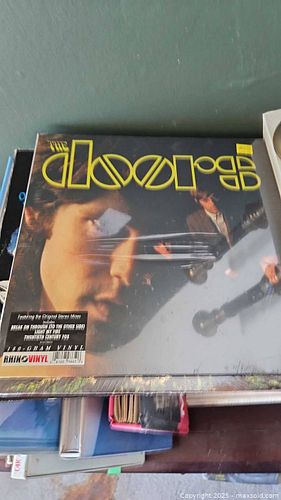 THE
doors
Featuring the Original Stereo Mixes
Includes
BREAK ON THROUGH (TO THE OTHER SIDE)
LIGHT MY FIRE
TWENTIETH CENTURY FOX
180-GRAM VINYL
RHINO VINYL
Copyright 2025 - maxsold.com